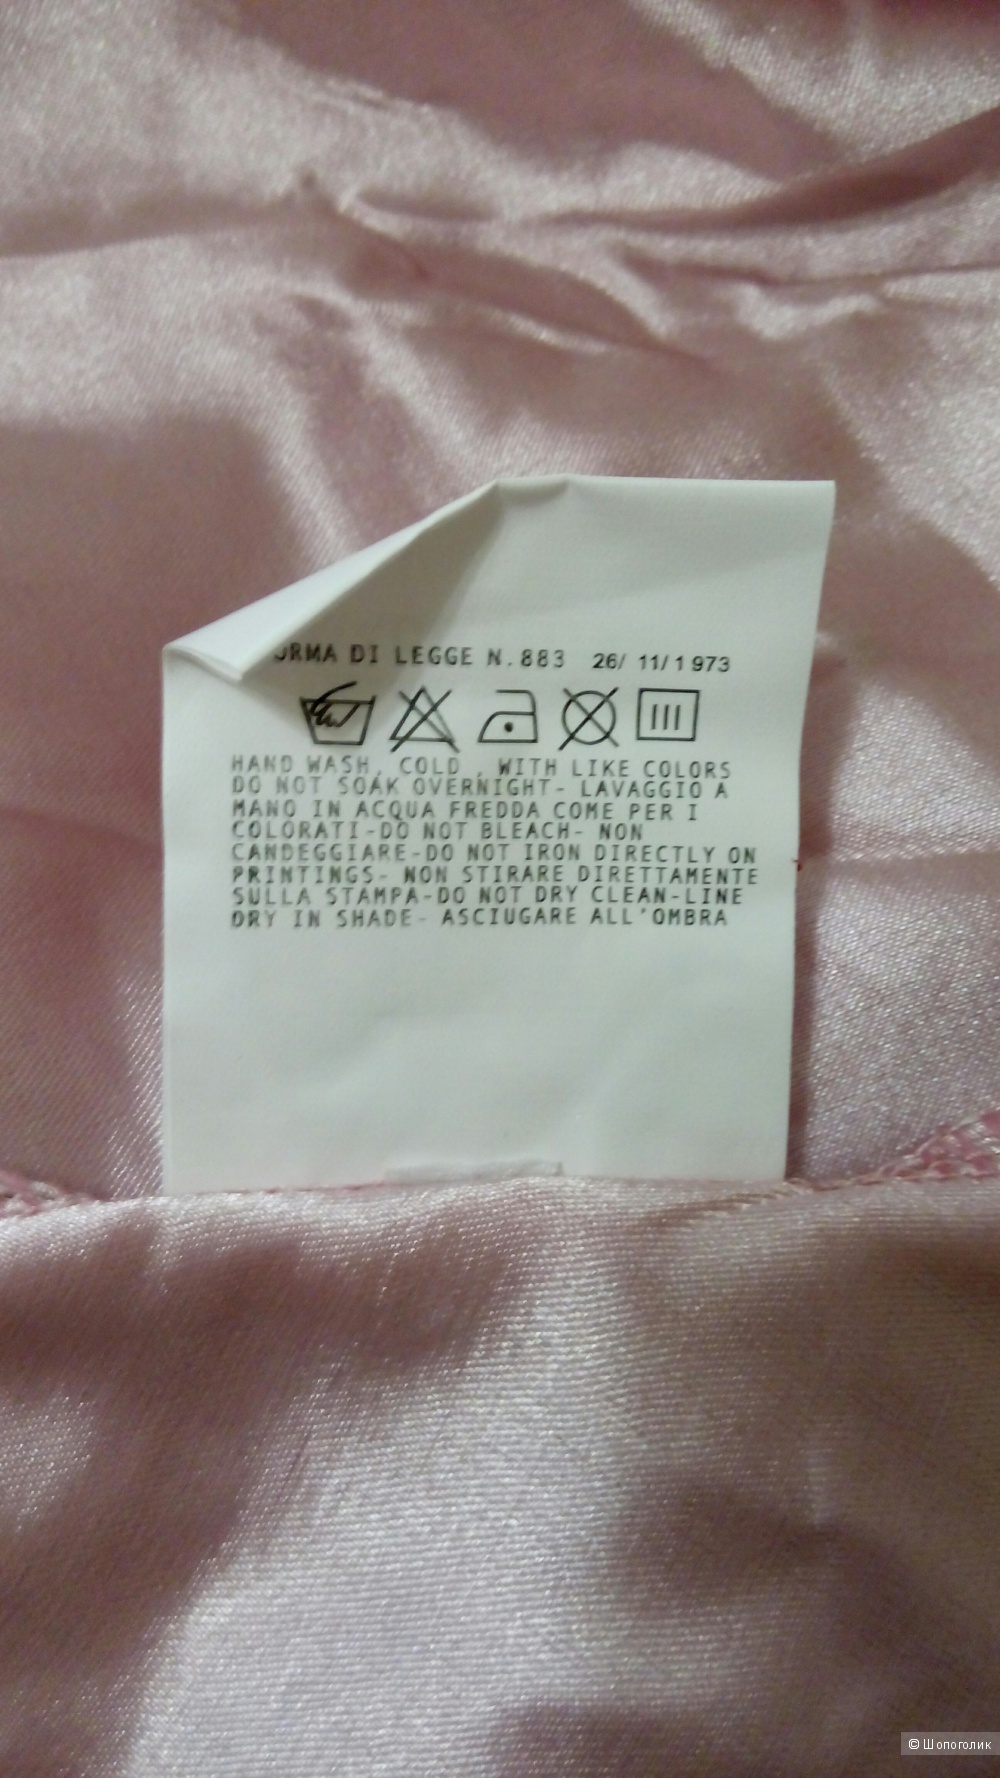 ORMA DI LEGGE N.883 26/ 11/1973
HAND WASH, COLD , WITH LIKE COLORS
DO NOT SOAK OVERNIGHT- LAVAGGIO A
MANO IN ACQUA FREDDA COME PER I
COLORATI-DO NOT BLEACH- NON
CANDEGGIARE-DO NOT IRON DIRECTLY ON
PRINTINGS- NON STIRARE DIRETTAMENTE
SULLA STAMPA-DO NOT DRY CLEAN-LINE
DRY IN SHADE- ASCIUGARE ALL'OMBRA
© Шопоголик